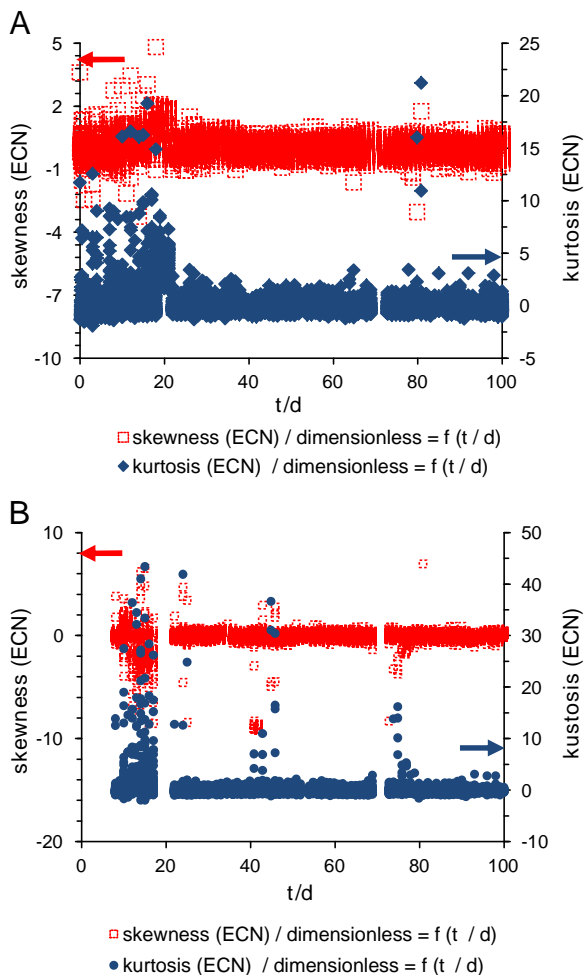 A
5
2
-1
-4
-7
-10
skewness (ECN)
25
20
15
10
5
0
-5
kurtosis (ECN)
0 20 40 60 80 100
t/d
skewness (ECN) / dimensionless = f (t / d)
kurtosis (ECN) / dimensionless = f (t / d)
B
10
0
-10
-20
skewness (ECN)
50
40
30
20
10
0
-10
kustosis (ECN)
0 20 40 60 80 100
t/d
skewness (ECN) / dimensionless = f (t / d)
kurtosis (ECN) / dimensionless = f (t / d)